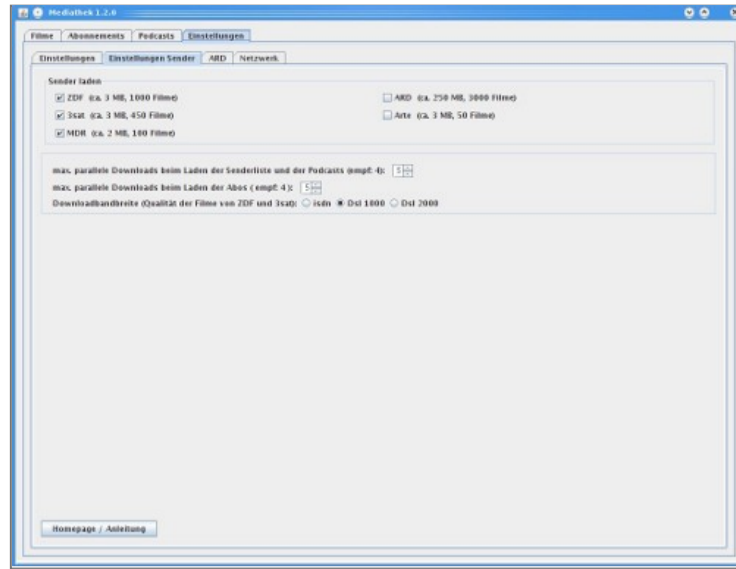 Mediathek 1.2.0
Filme Abonnements Podcasts Einstellungen
Einstellungen Einstellungen Sender ARD Netzwerk
Sender laden
ZDF (ca. 3 MB, 1000 Filme) ARD (ca. 250 MB, 3000 Filme)
3sat (ca. 3 MB, 450 Filme) Arte (ca. 3 MB, 50 Filme)
MDR (ca. 2 MB, 100 Filme)
max. parallele Downloads beim Laden der Senderliste und der Podcasts (empf: 4): 5
max. parallele Downloads beim Laden der Abos ( empf: 4 ): 5
Downloadbandbreite (Qualität der Filme von ZDF und 3sat): isdn Dsl 1000 Dsl 2000
Homepage / Anleitung